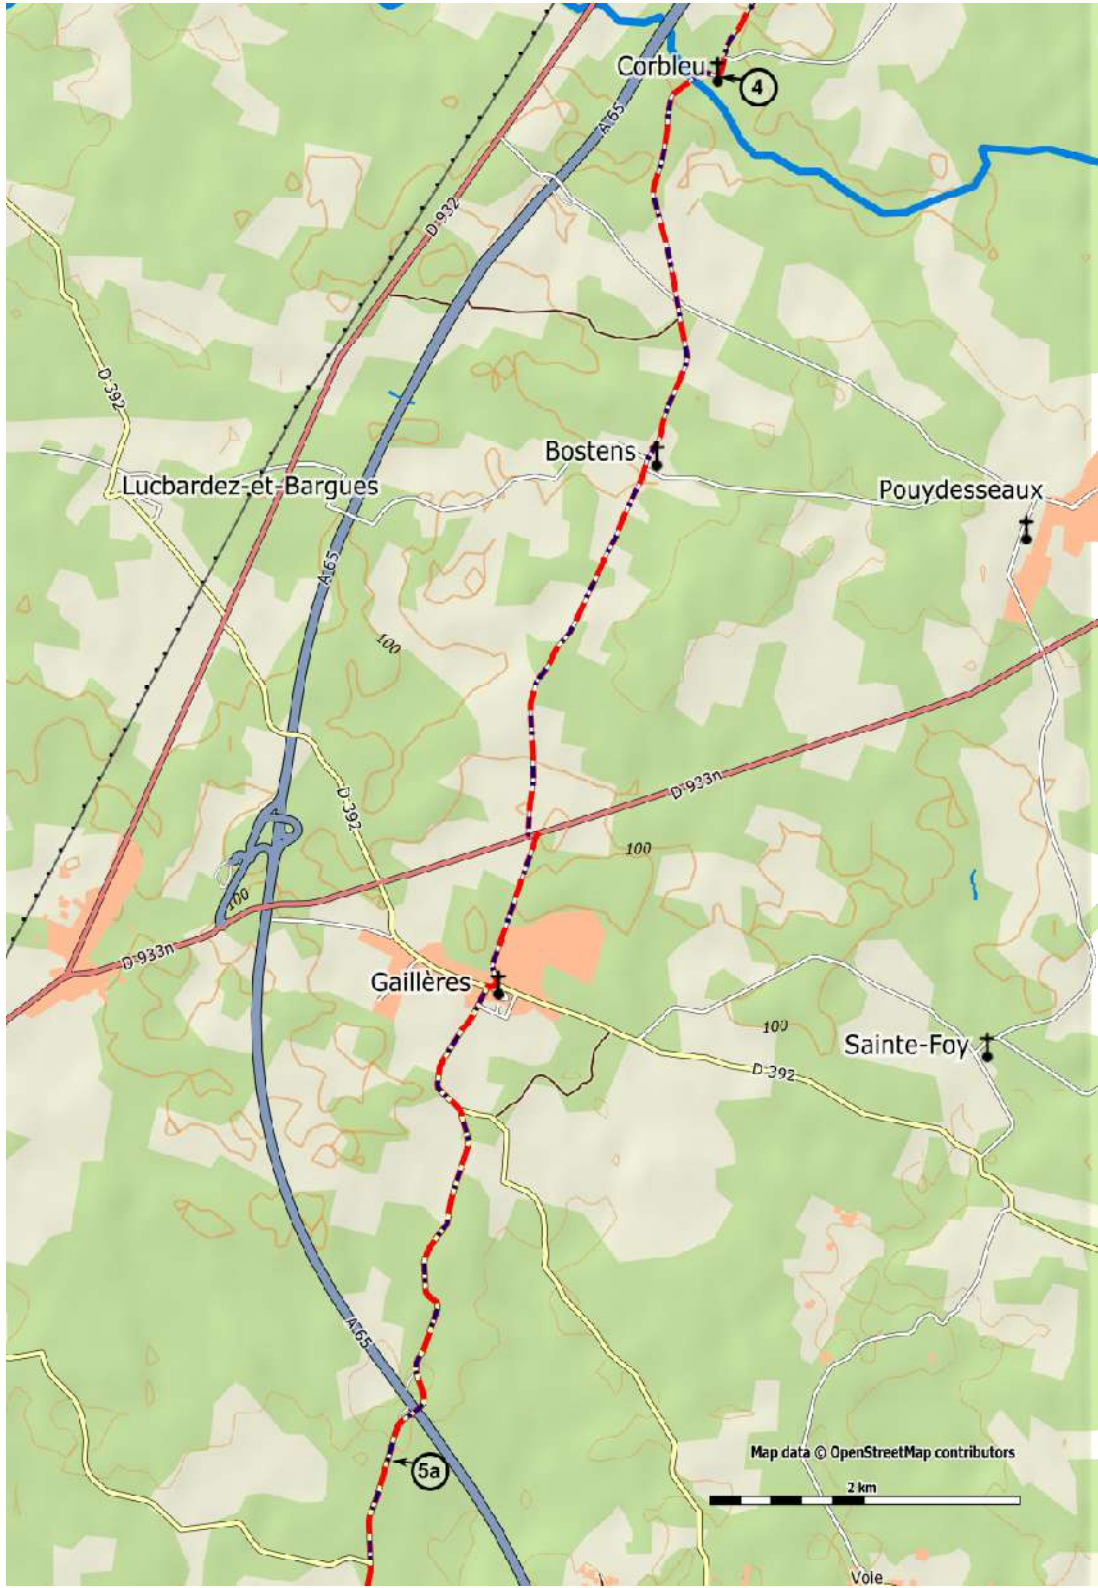 Corbleu
4
A 65
D 932
D 392
Bostens
Lucbardez-et-Bargues
Pouydesseaux
A 65
100
D 933n
D 392
100
100
D 933n
Gaillères
100
Sainte-Foy
D 392
A 65
Map data © OpenStreetMap contributors
5a
2 km
Voie